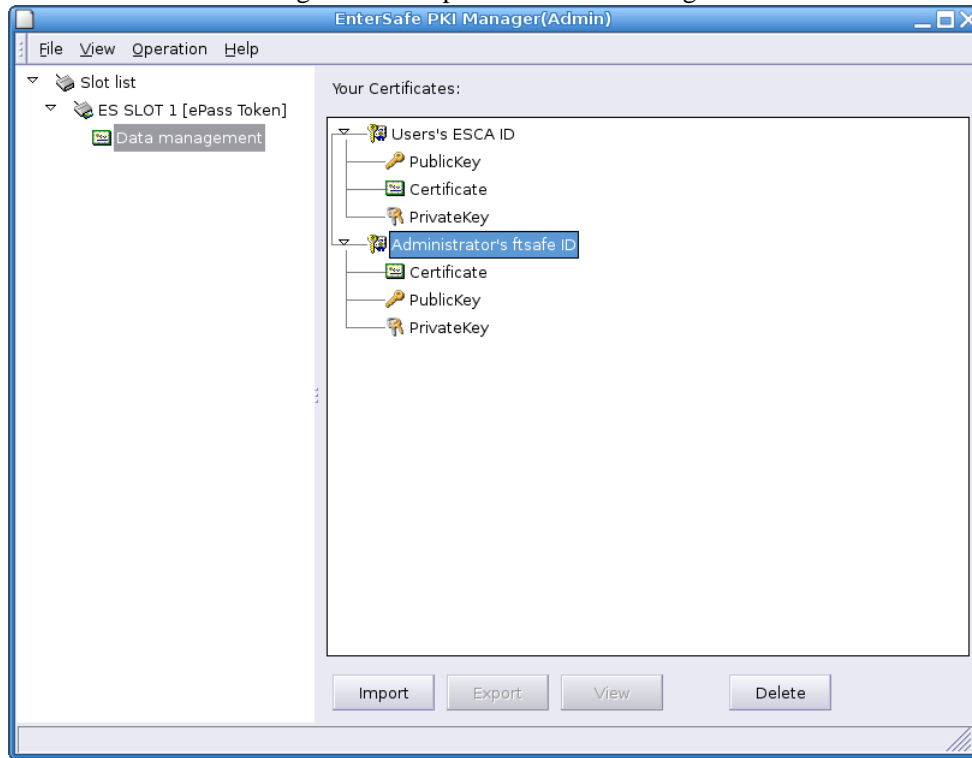 EnterSafe PKI Manager(Admin)
File View Operation Help
Slot list
ES SLOT 1 [ePass Token]
Data management
Your Certificates:
Users's ESCA ID
PublicKey
Certificate
PrivateKey
Administrator's ftsafe ID
Certificate
PublicKey
PrivateKey
Import Export View Delete